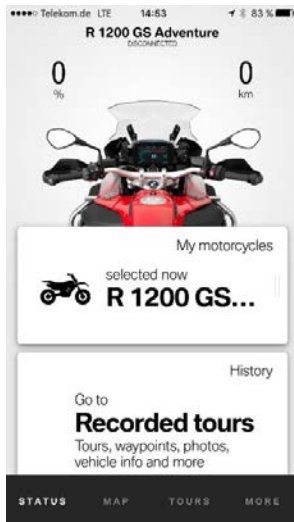 Telekom.de LTE 14:53 83 %
R 1200 GS Adventure
DISCONNECTED
0 0
% km
My motorcycles
selected now
R 1200 GS...
History
Go to
Recorded tours
Tours, waypoints, photos,
vehicle info and more
STATUS MAP TOURS MORE